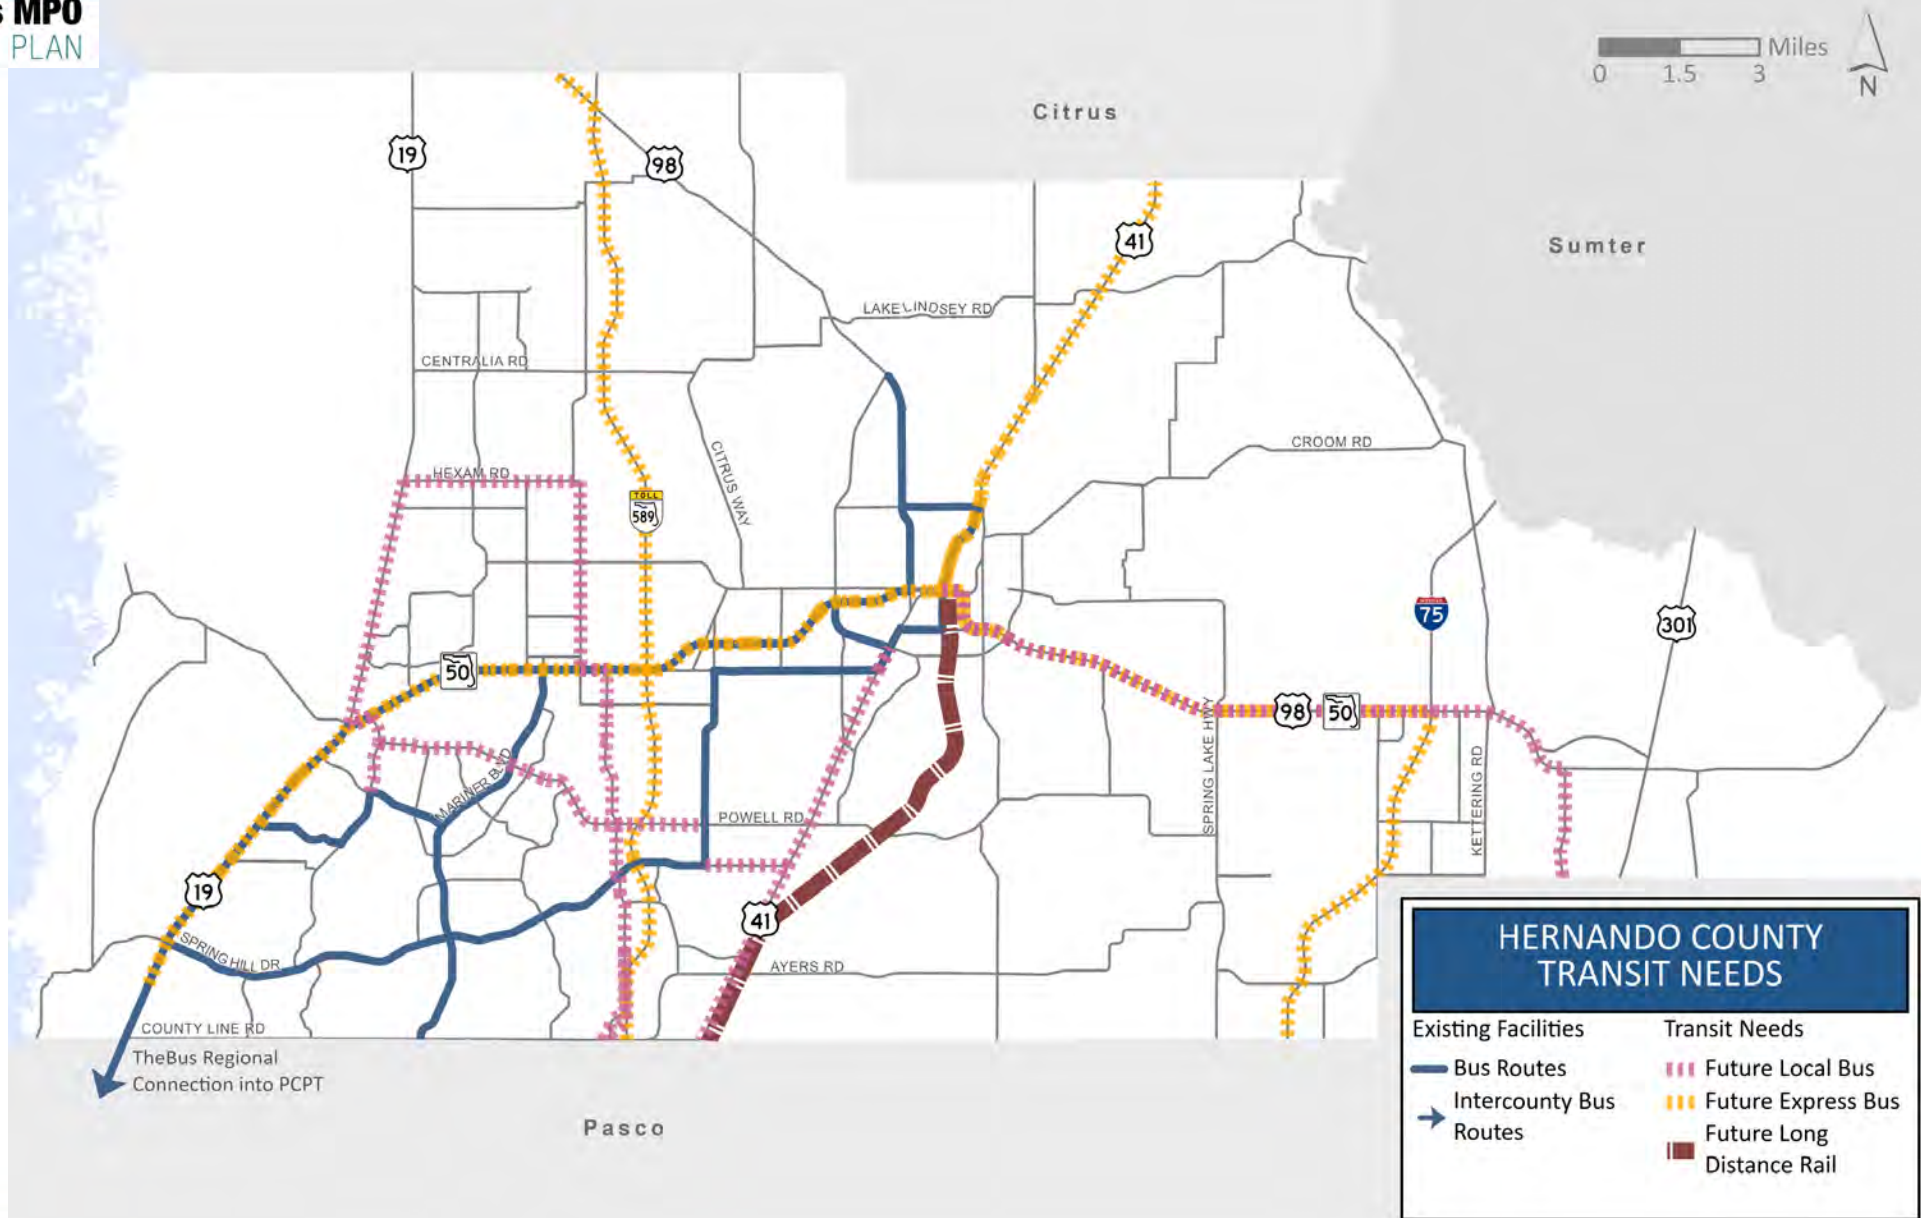 s MPO
PLAN
Miles
0 1.5 3
N
Citrus
19
98
41
Sumter
LAKE LINDSEY RD
CENTRALIA RD
CROOM RD
CITRUS WAY
HEXAM RD
TOLL
589
75
301
50
98
50
SPRING LAKE HWY
KETTERING RD
MARINER BLVD
POWELL RD
19
41
SPRING HILL DR
AYERS RD
COUNTY LINE RD
TheBus Regional
Connection into PCPT
Pasco
HERNANDO COUNTY
TRANSIT NEEDS
Existing Facilities
Bus Routes
Intercounty Bus
Routes
Transit Needs
Future Local Bus
Future Express Bus
Future Long
Distance Rail